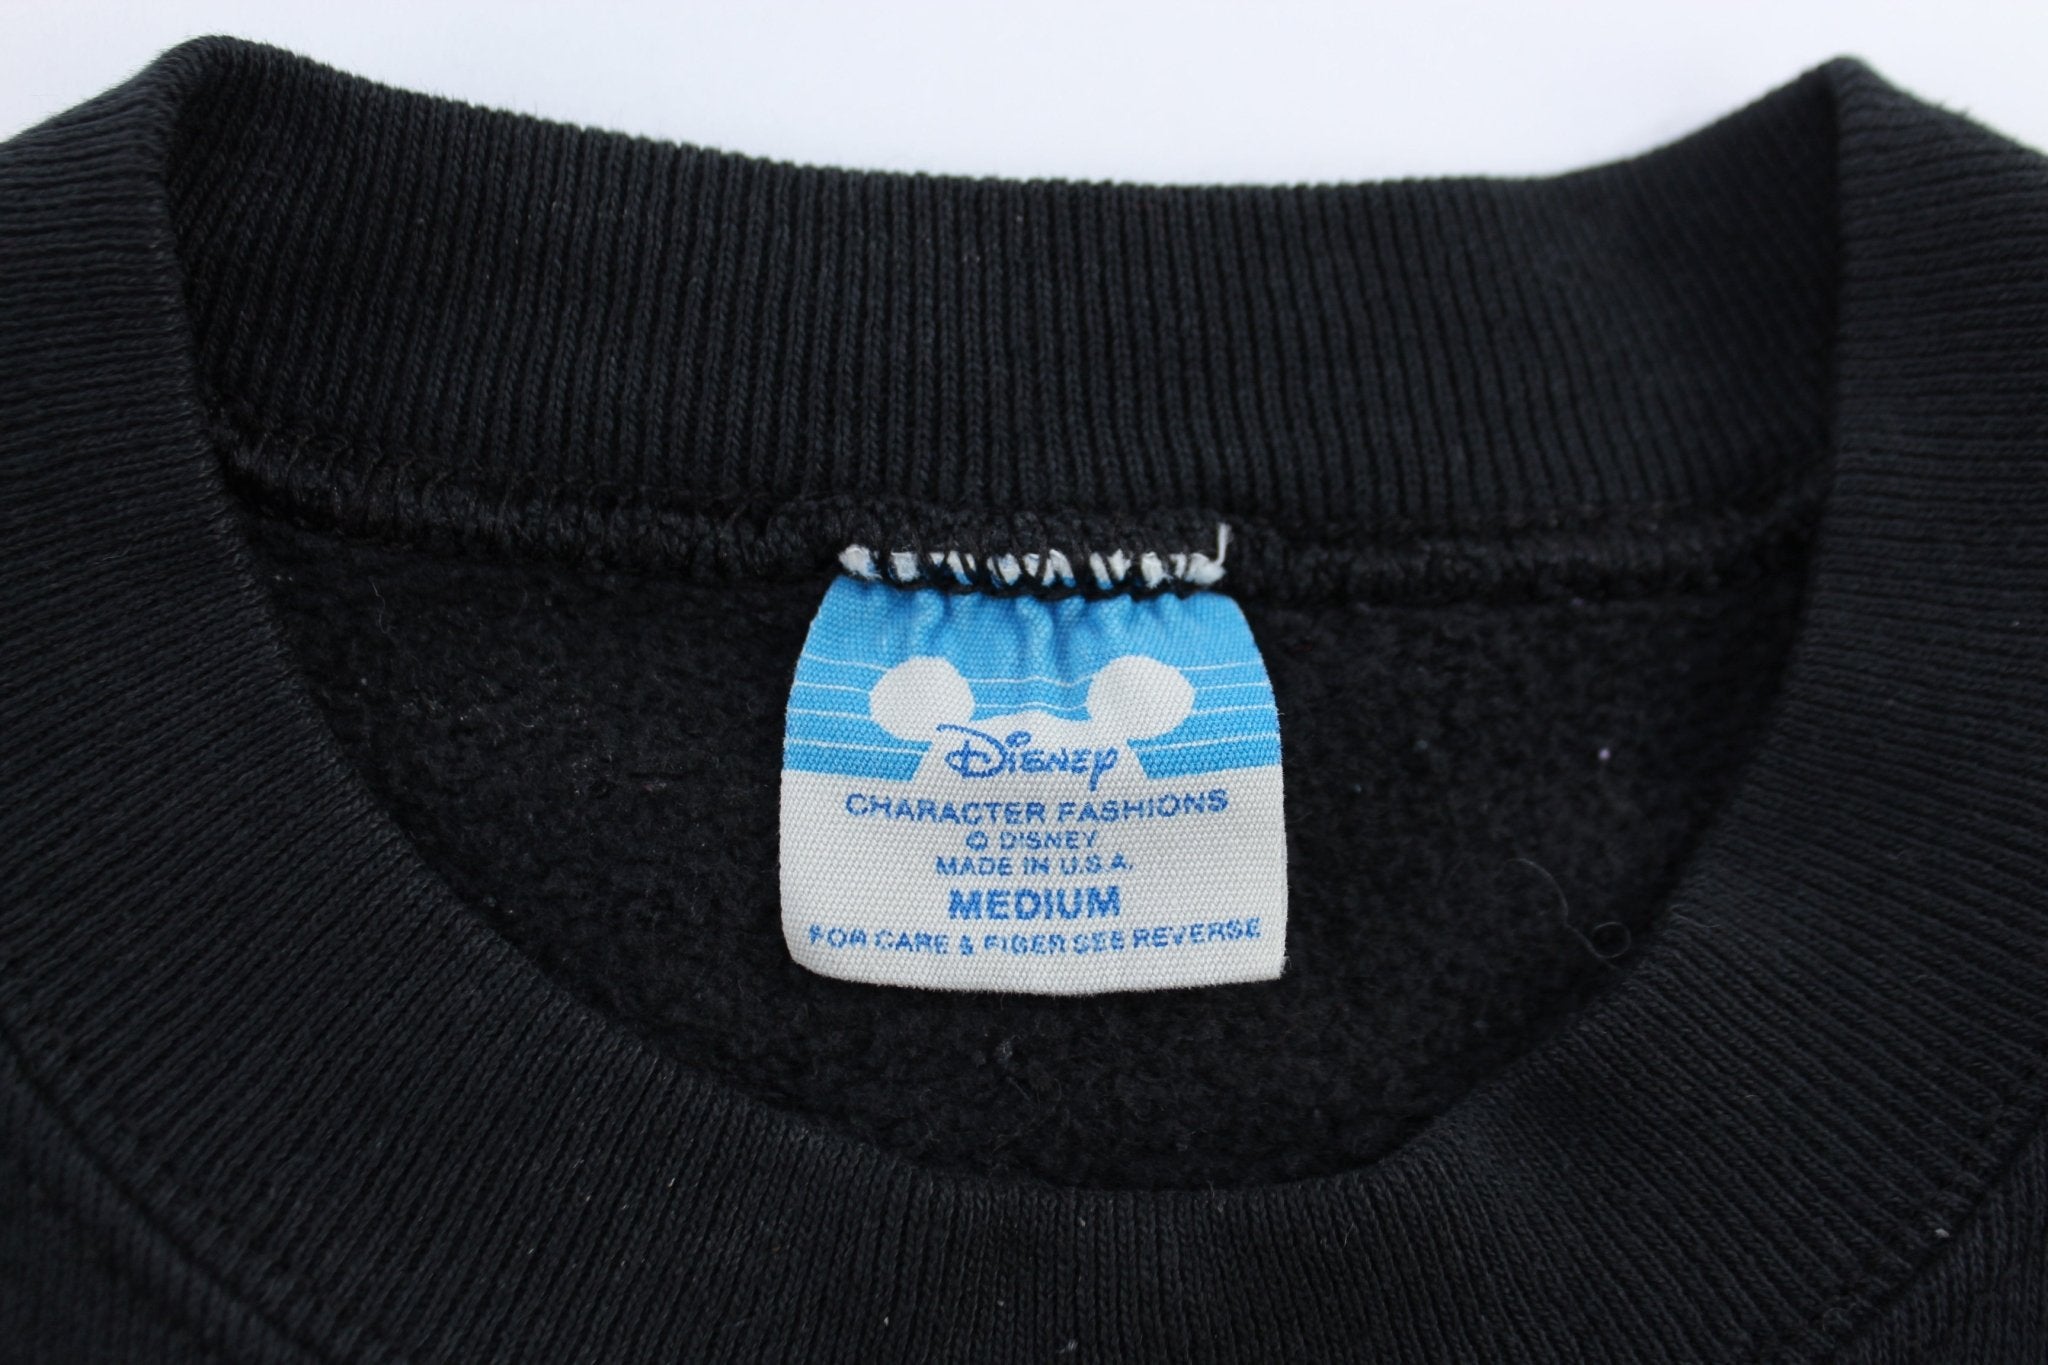 Disney
CHARACTER FASHIONS
© DISNEY
MADE IN U.S.A.
MEDIUM
FOR CARE & FIBER SEE REVERSE